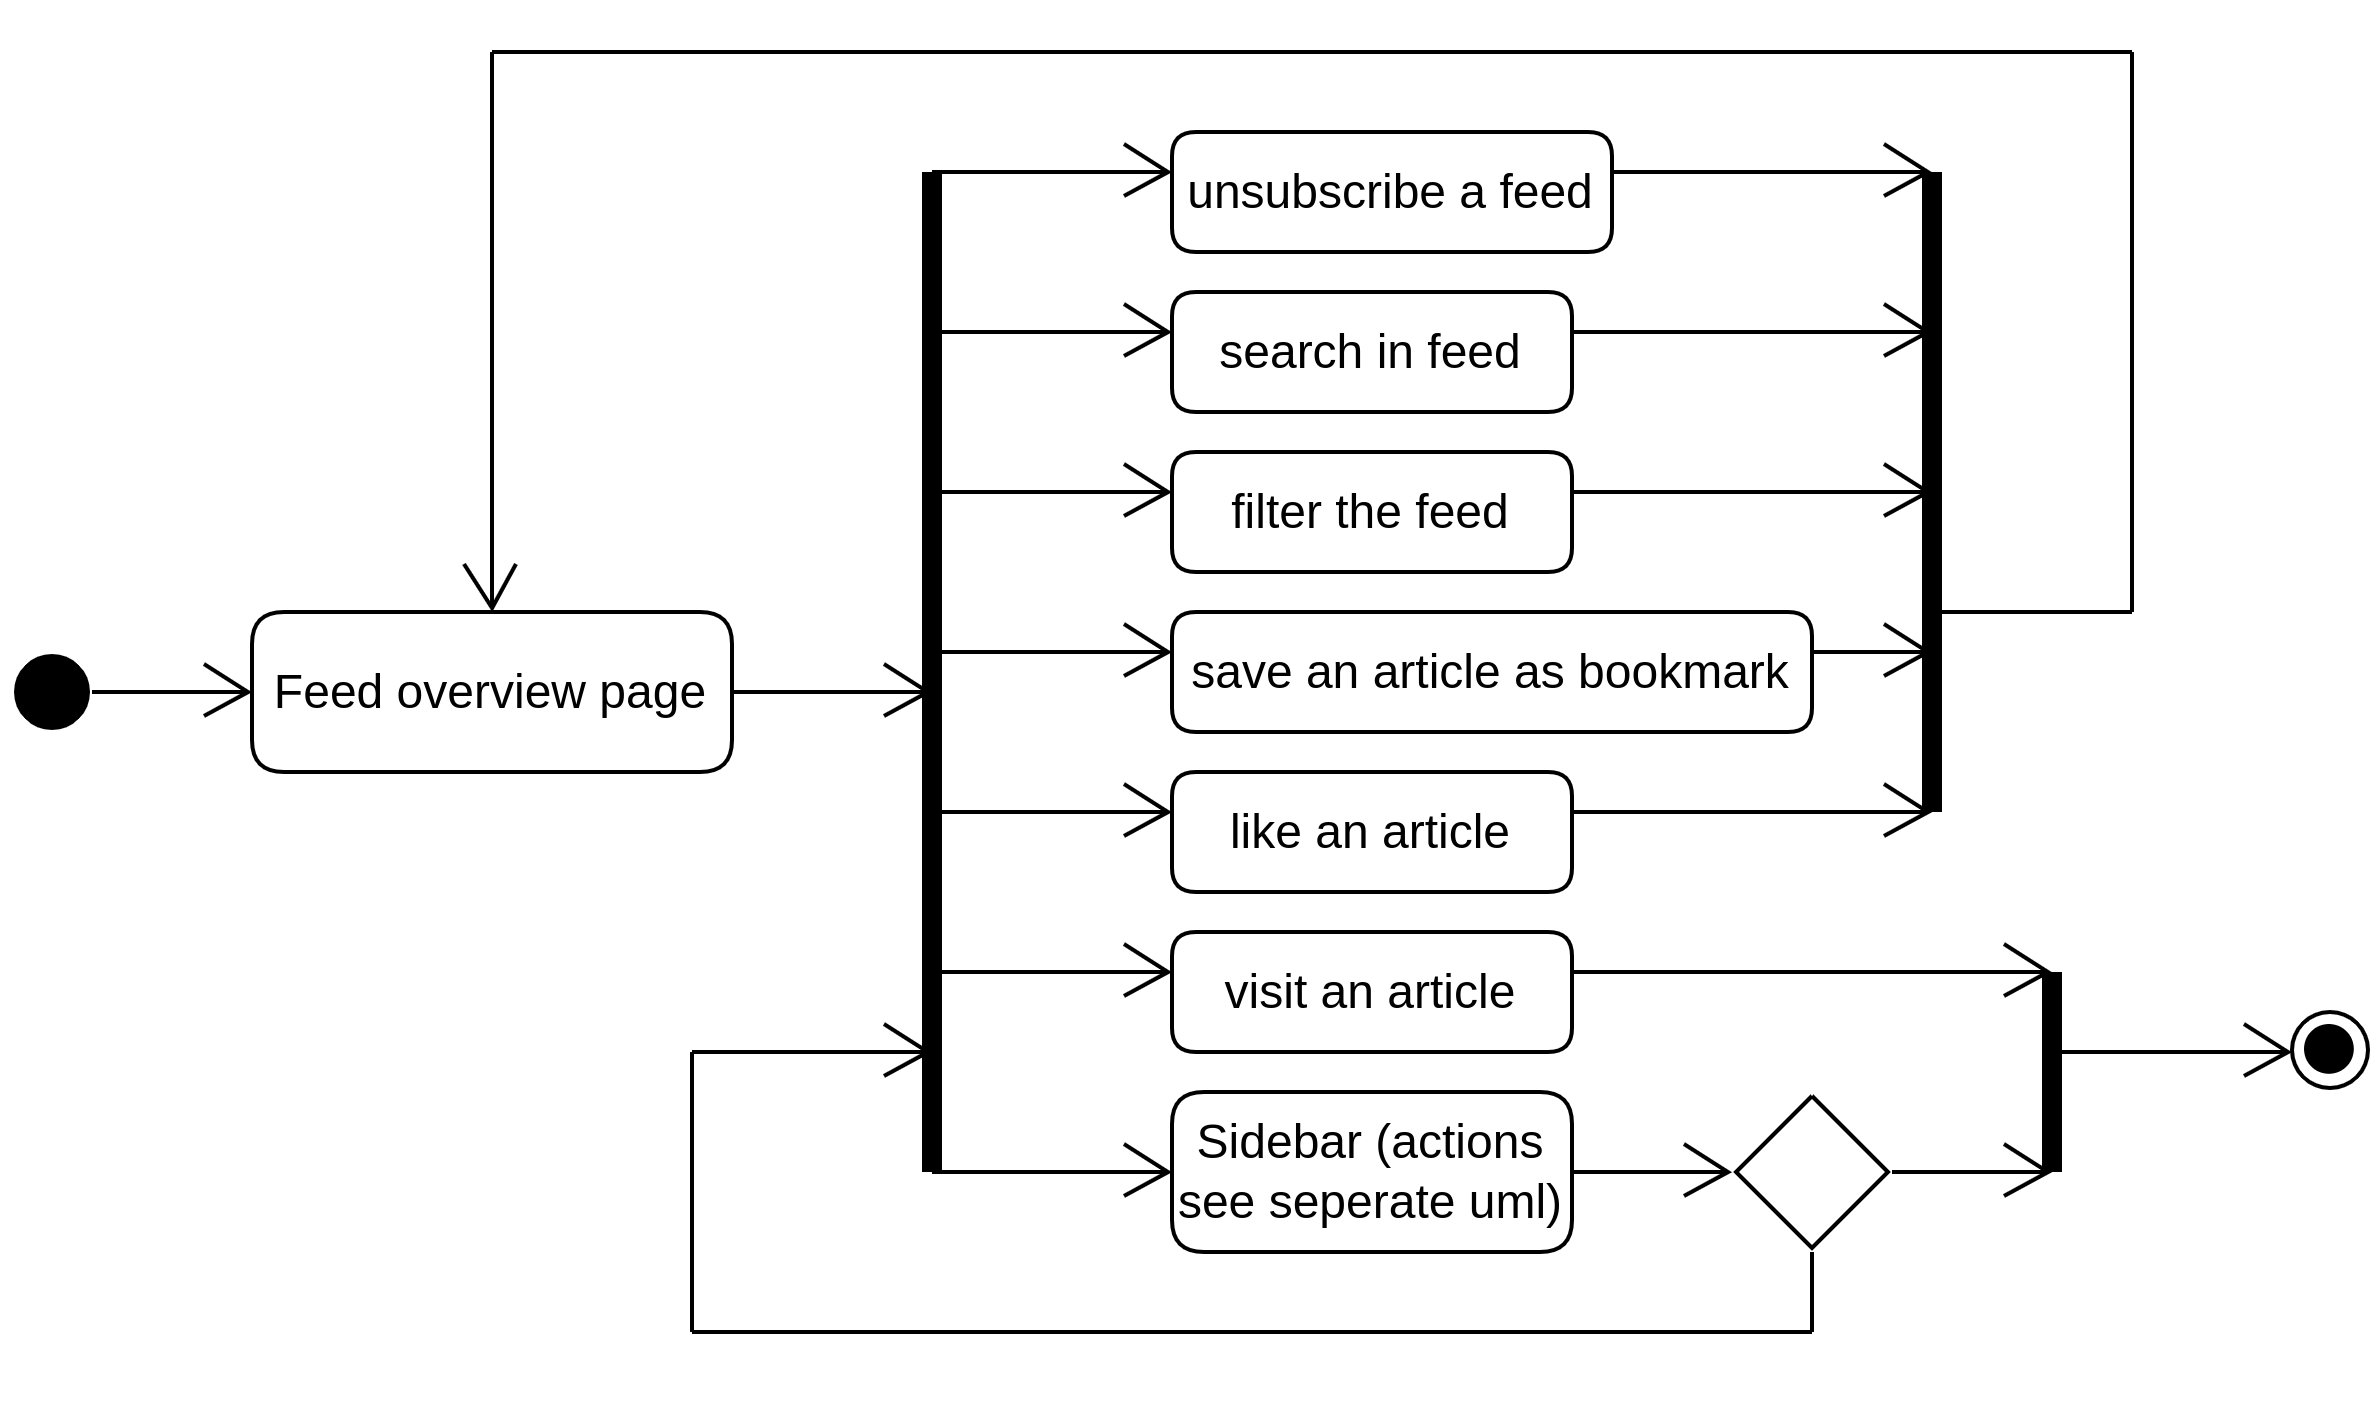 unsubscribe a feed
search in feed
filter the feed
save an article as bookmark
Feed overview page
like an article
visit an article
Sidebar (actions
see seperate uml)